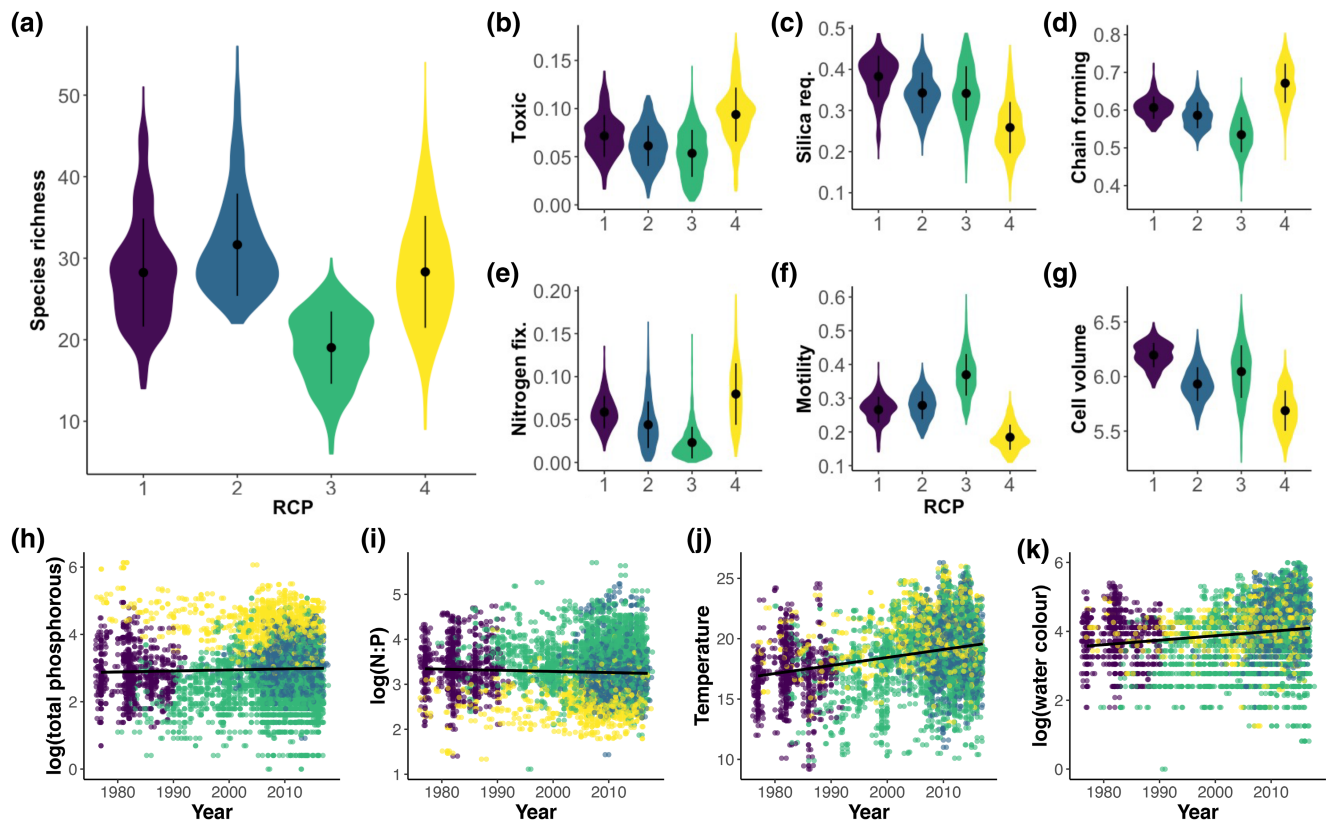 (a)
Species richness
50
40
30
20
10
1 2 3 4
RCP
(b)
Toxic
0.15
0.10
0.05
0.00
1 2 3 4
(c)
Silica req.
0.5
0.4
0.3
0.2
0.1
1 2 3 4
(d)
Chain forming
0.8
0.7
0.6
0.5
0.4
1 2 3 4
(e)
Nitrogen fix.
0.20
0.15
0.10
0.05
0.00
1 2 3 4
(f)
Motility
0.6
0.5
0.4
0.3
0.2
0.1
1 2 3 4
RCP
(g)
Cell volume
6.5
6.0
5.5
1 2 3 4
(h)
log(total phosphorous)
6
4
2
0
1980 1990 2000 2010
Year
(i)
log(N:P)
5
4
3
2
1
1980 1990 2000 2010
Year
(j)
Temperature
25
20
15
10
1980 1990 2000 2010
Year
(k)
log(water colour)
6
4
2
0
1980 1990 2000 2010
Year